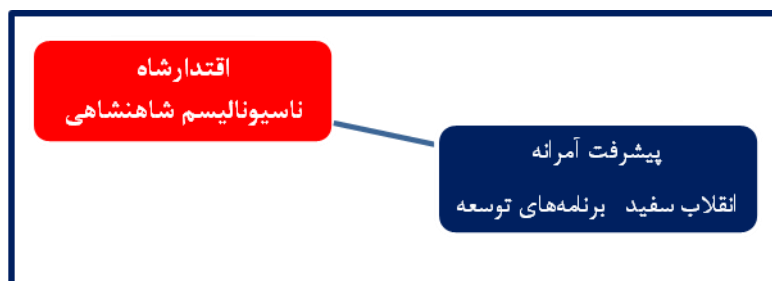 اقتدارشاه
ناسیونالیسم شاهنشاهی
پیشرفت آمرانه
انقلاب سفید برنامه‌های توسعه